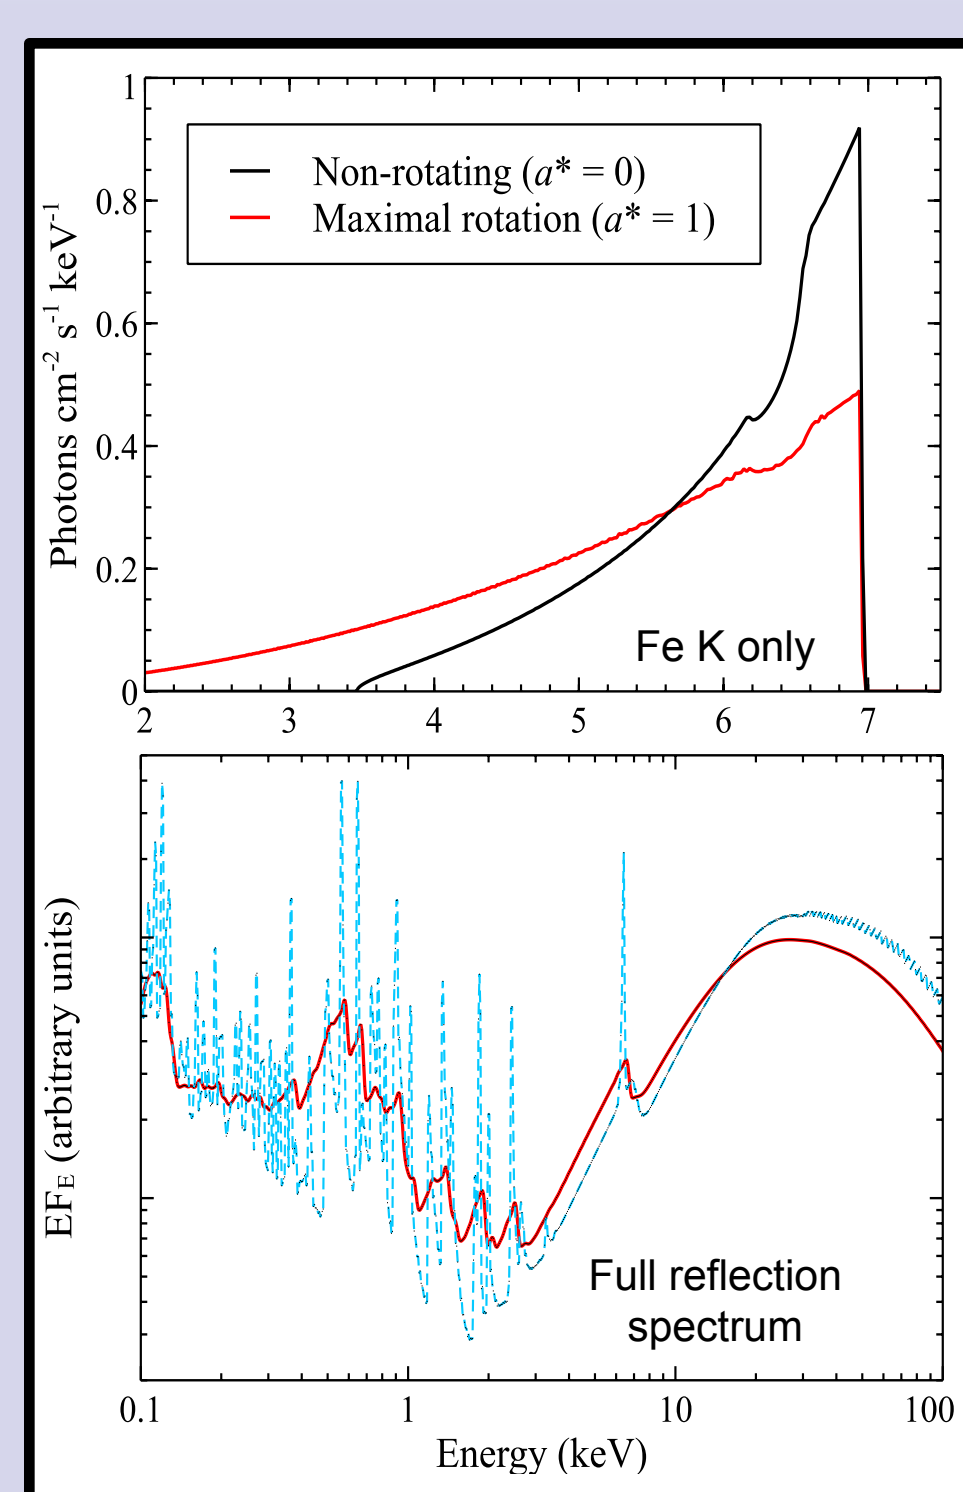 1
0.8
0.6
0.4
0.2
0
Photons cm⁻² s⁻¹ keV⁻¹
Non-rotating (a* = 0)
Maximal rotation (a* = 1)
Fe K only
2 3 4 5 6 7
EF_E (arbitrary units)
Full reflection
spectrum
0.1 1 10 100
Energy (keV)